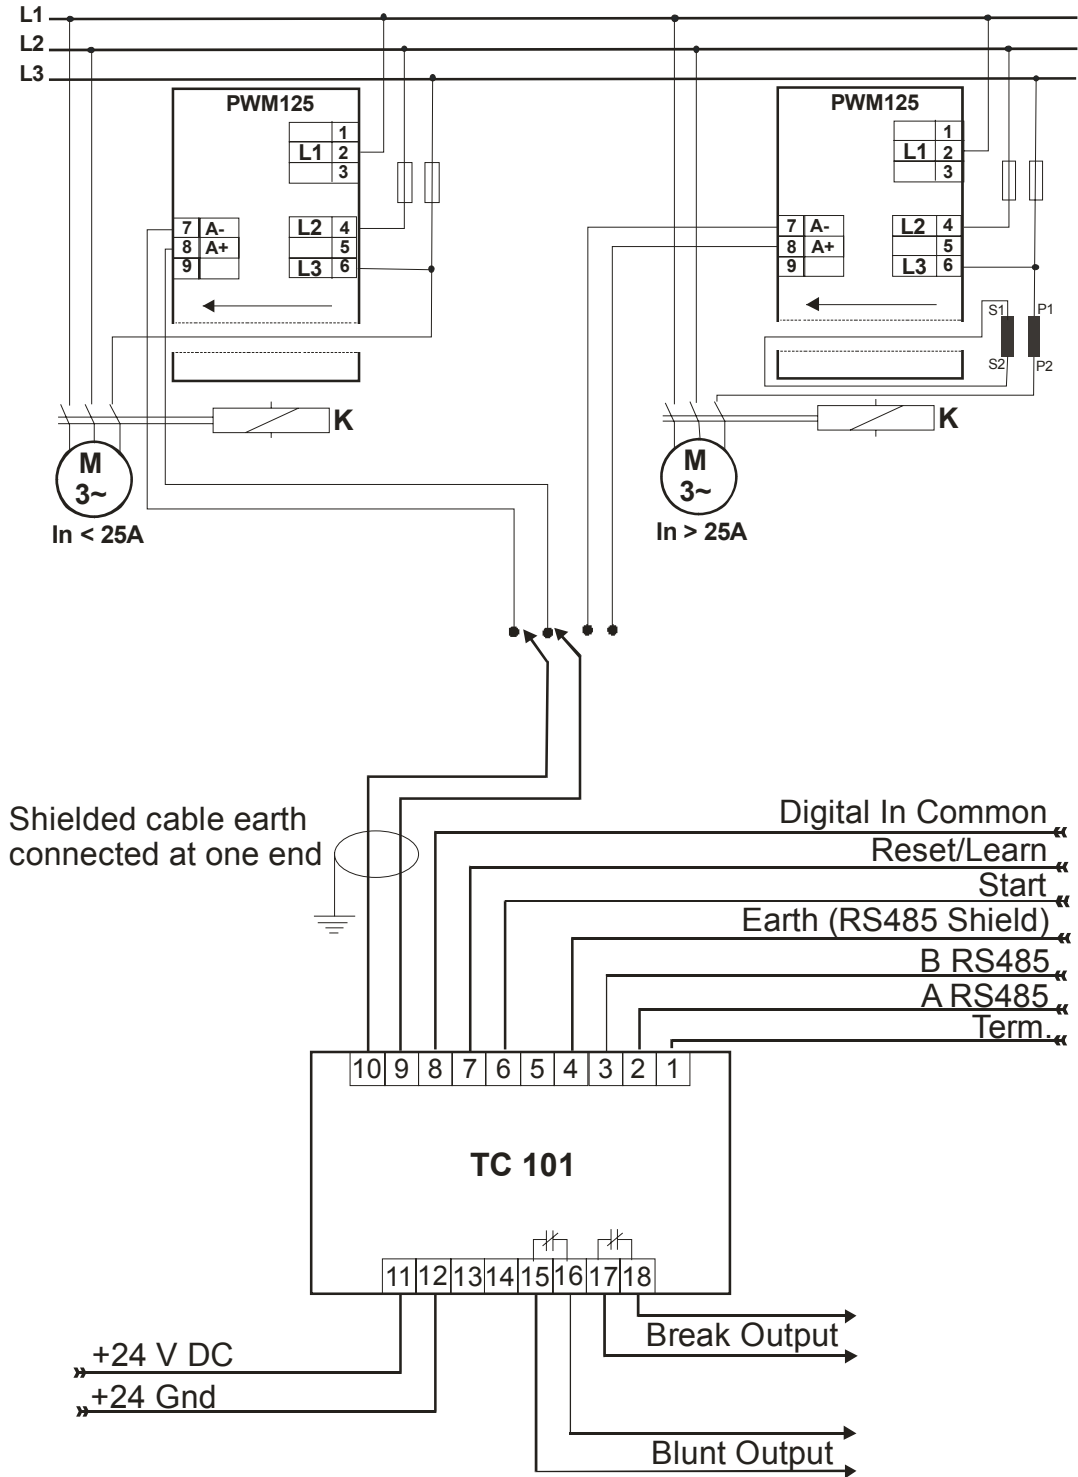 L1
L2
L3
PWM125
1
L1 2
3
7 A-
8 A+
9
L2 4
5
L3 6
K
M
3~
In < 25A
PWM125
1
L1 2
3
7 A-
8 A+
9
L2 4
5
L3 6
S1
P1
S2
P2
K
M
3~
In > 25A
Shielded cable earth
connected at one end
Digital In Common
Reset/Learn
Start
Earth (RS485 Shield)
B RS485
A RS485
Term.
10 9 8 7 6 5 4 3 2 1
TC 101
11 12 13 14 15 16 17 18
Break Output
+24 V DC
+24 Gnd
Blunt Output